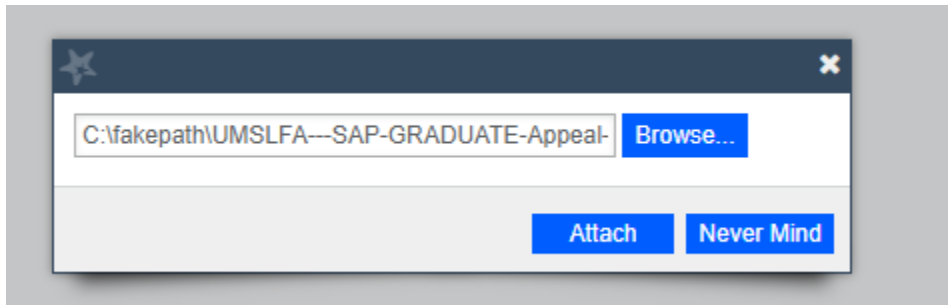 C:\fakepath\UMSLFA---SAP-GRADUATE-Appeal-
Browse...
Attach
Never Mind